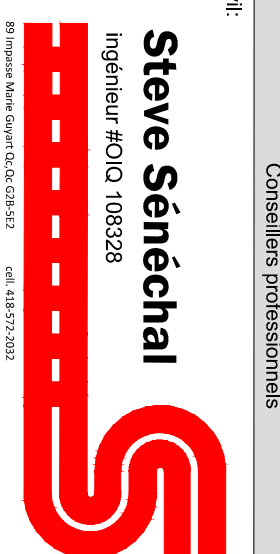 Conseillers professionnels
vil:
Steve Sénéchal
ingénieur #OIQ 108328
89 Impasse Marie Guyart Qc,Qc G2B-5E2 cell. 418-572-2032